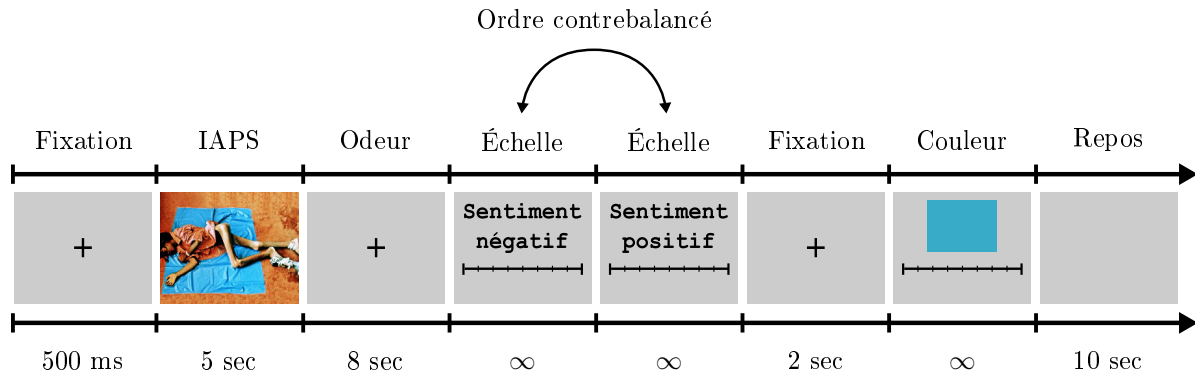 Ordre contrebalancé
Fixation IAPS Odeur Échelle Échelle Fixation Couleur Repos
+ + Sentiment négatif Sentiment positif +
500 ms 5 sec 8 sec ∞ ∞ 2 sec ∞ 10 sec